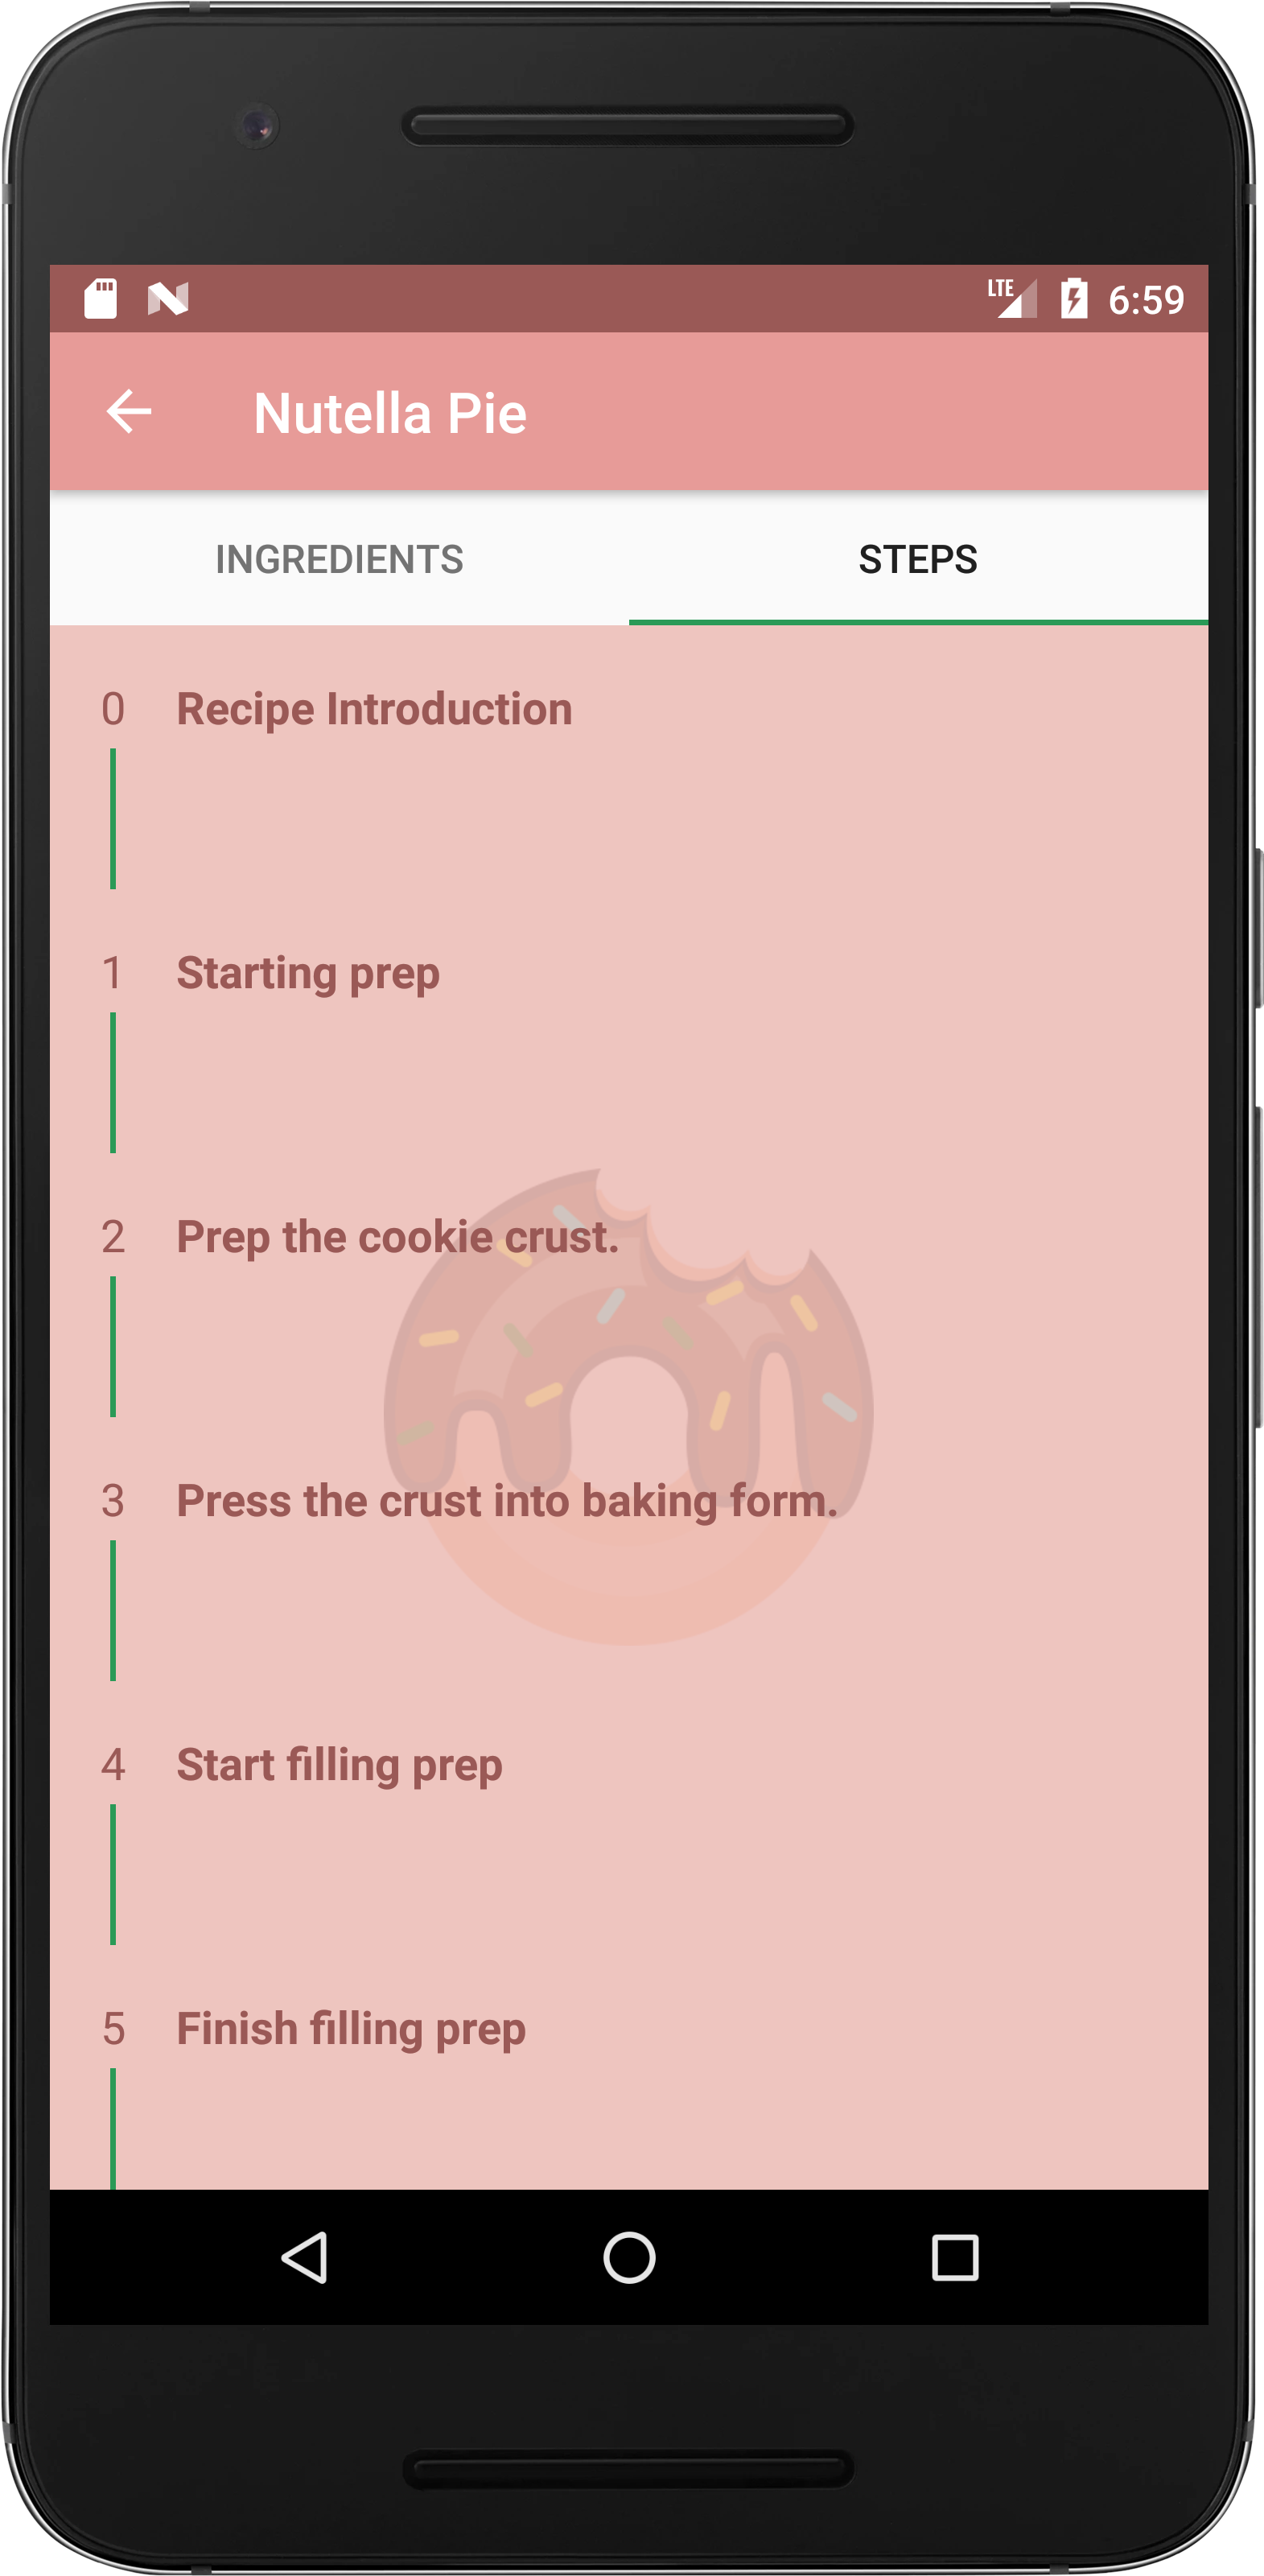 LTE 6:59
Nutella Pie
INGREDIENTS STEPS
0 Recipe Introduction
1 Starting prep
2 Prep the cookie crust.
3 Press the crust into baking form.
4 Start filling prep
5 Finish filling prep